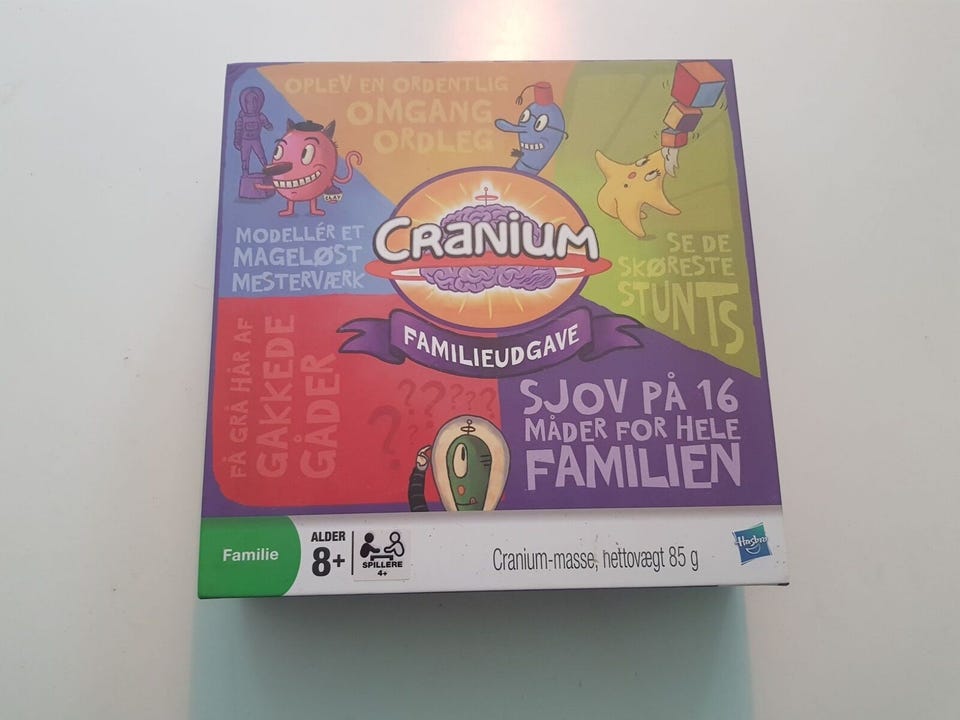 OPLEV EN ORDENTLIG
OMGANG
ORDLEG
CLAY
MODELLÉR ET
MAGELØST
MESTERVÆRK
CRANIUM
FAMILIEUDGAVE
SE DE
SKØRESTE
STUNTS
FÅ GRÅ HÅR AF
GAKKEDE
GÅDER
???????
SJOV PÅ 16
MÅDER FOR HELE
FAMILIEN
Familie
ALDER
8+
SPILLERE
4+
Cranium-masse, nettovægt 85 g
Hasbro